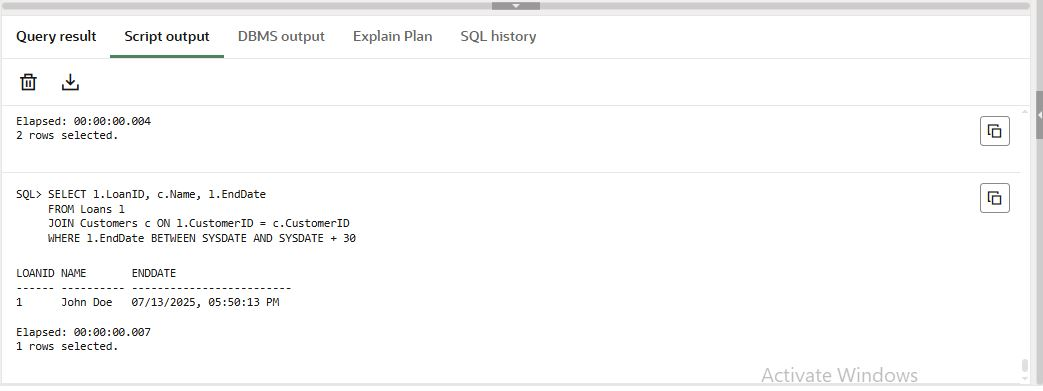 Query result Script output DBMS output Explain Plan SQL history
Elapsed: 00:00:00.004
2 rows selected.
SQL> SELECT l.LoanID, c.Name, l.EndDate
FROM Loans l
JOIN Customers c ON l.CustomerID = c.CustomerID
WHERE l.EndDate BETWEEN SYSDATE AND SYSDATE + 30
LOANID NAME ENDDATE
------ ---------- -------------------------
1 John Doe 07/13/2025, 05:50:13 PM
Elapsed: 00:00:00.007
1 rows selected.
Activate Windows